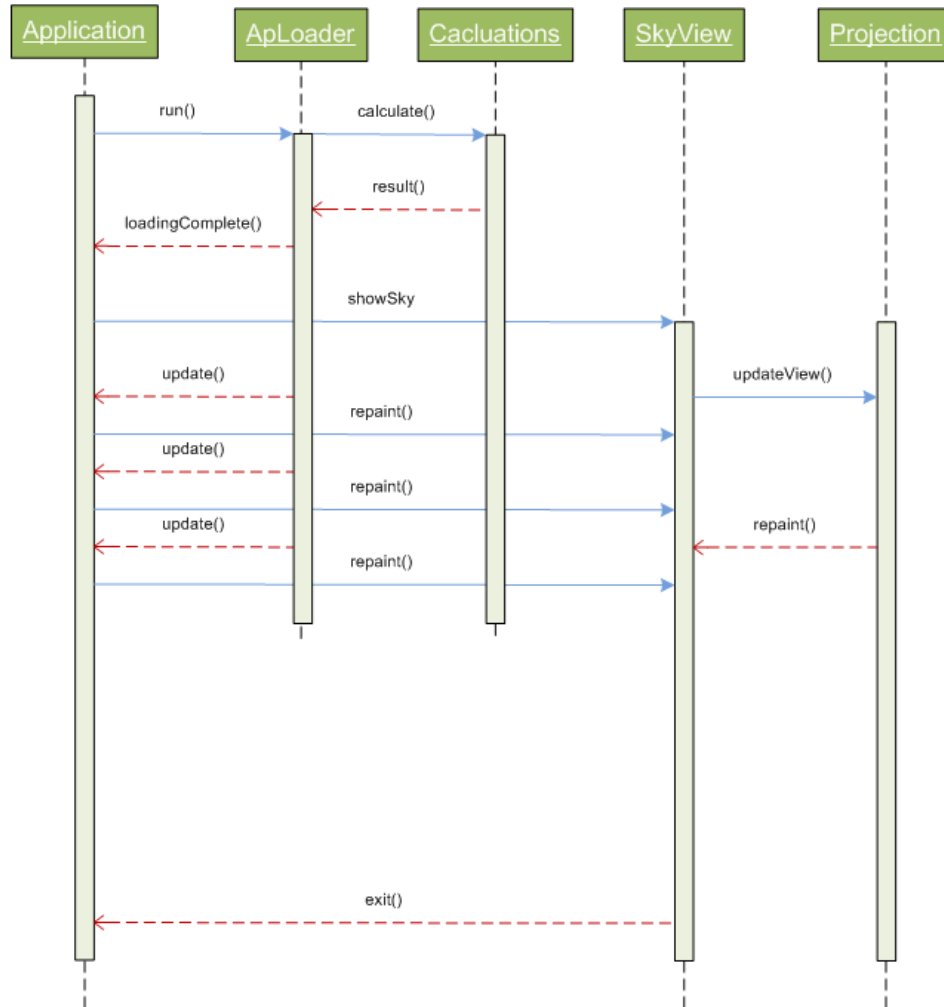 Application
ApLoader
Cacluations
SkyView
Projection
run()
calculate()
result()
loadingComplete()
showSky
update()
updateView()
repaint()
update()
repaint()
update()
repaint()
repaint()
exit()